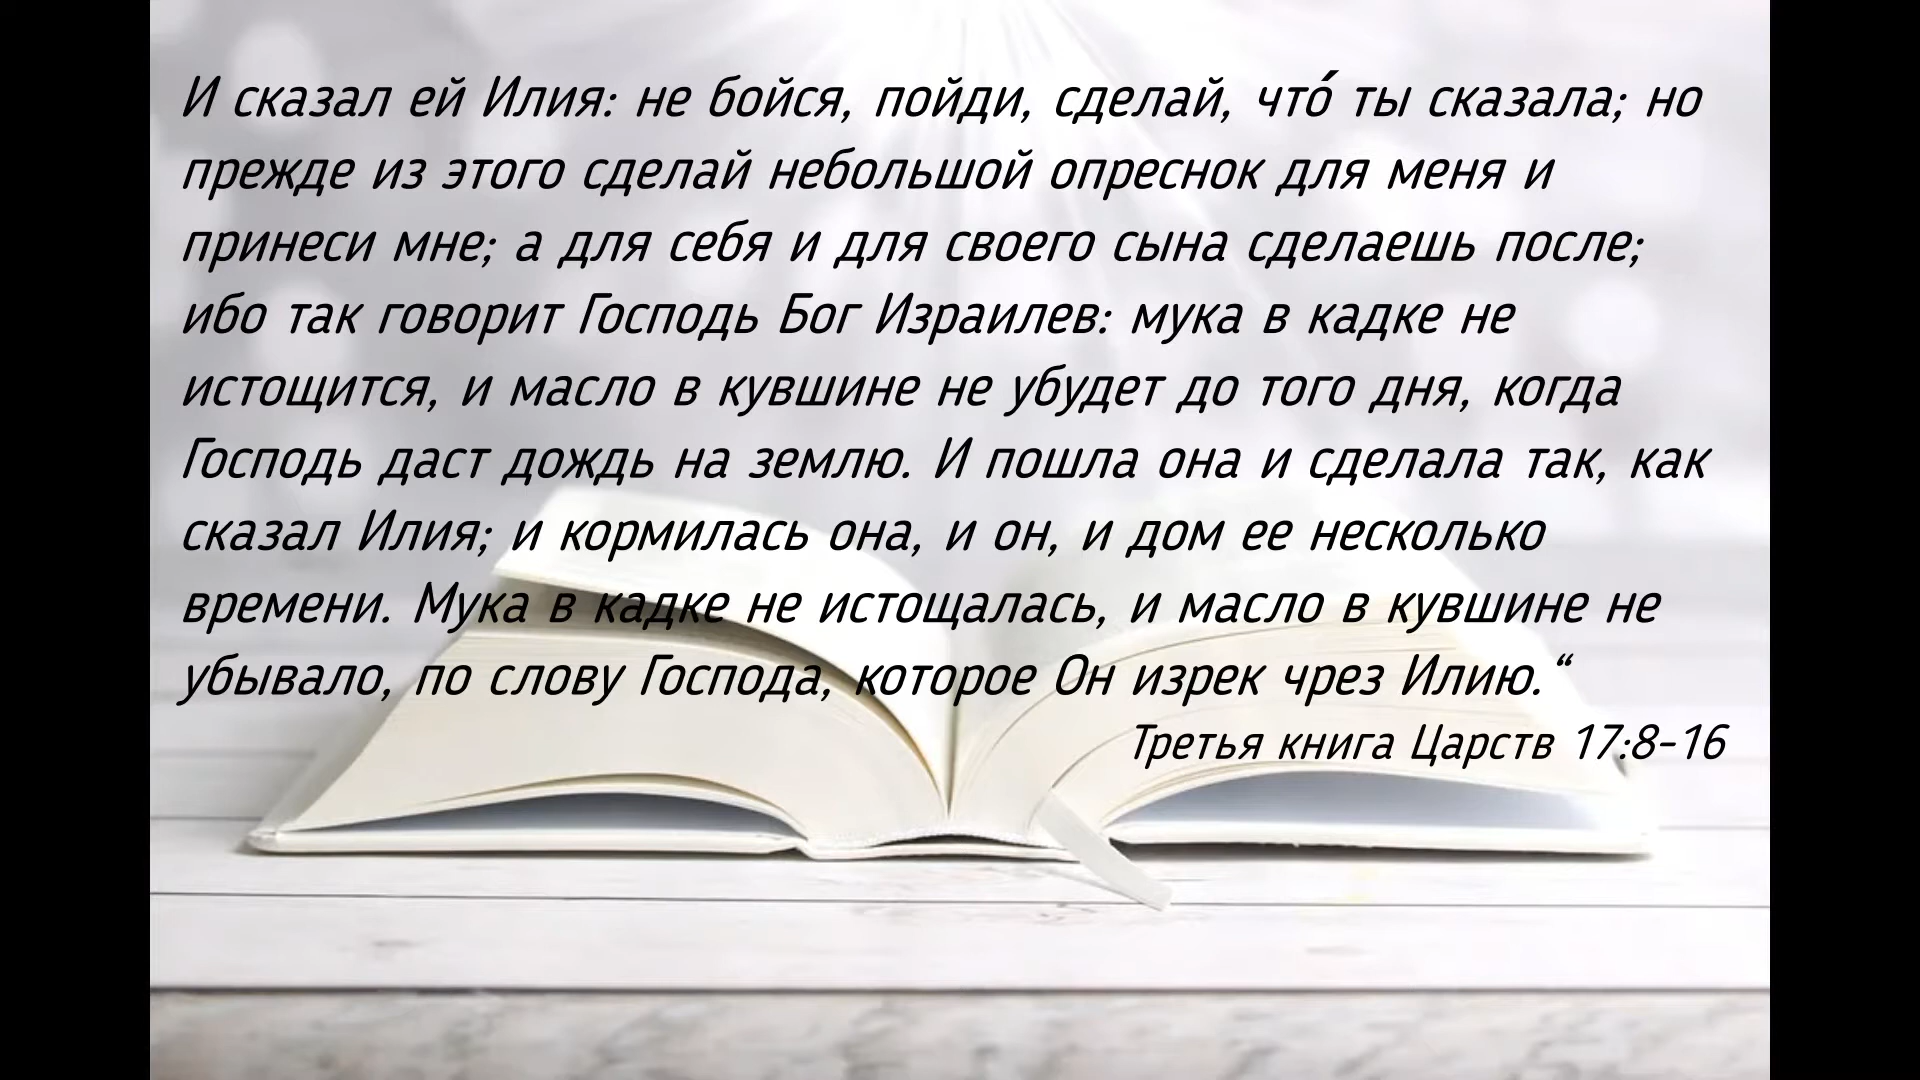 И сказал ей Илия: не бойся, пойди, сделай, что́ ты сказала; но
прежде из этого сделай небольшой опреснок для меня и
принеси мне; а для себя и для своего сына сделаешь после;
ибо так говорит Господь Бог Израилев: мука в кадке не
истощится, и масло в кувшине не убудет до того дня, когда
Господь даст дождь на землю. И пошла она и сделала так, как
сказал Илия; и кормилась она, и он, и дом ее несколько
времени. Мука в кадке не истощалась, и масло в кувшине не
убывало, по слову Господа, которое Он изрек чрез Илию.“
Третья книга Царств 17:8-16